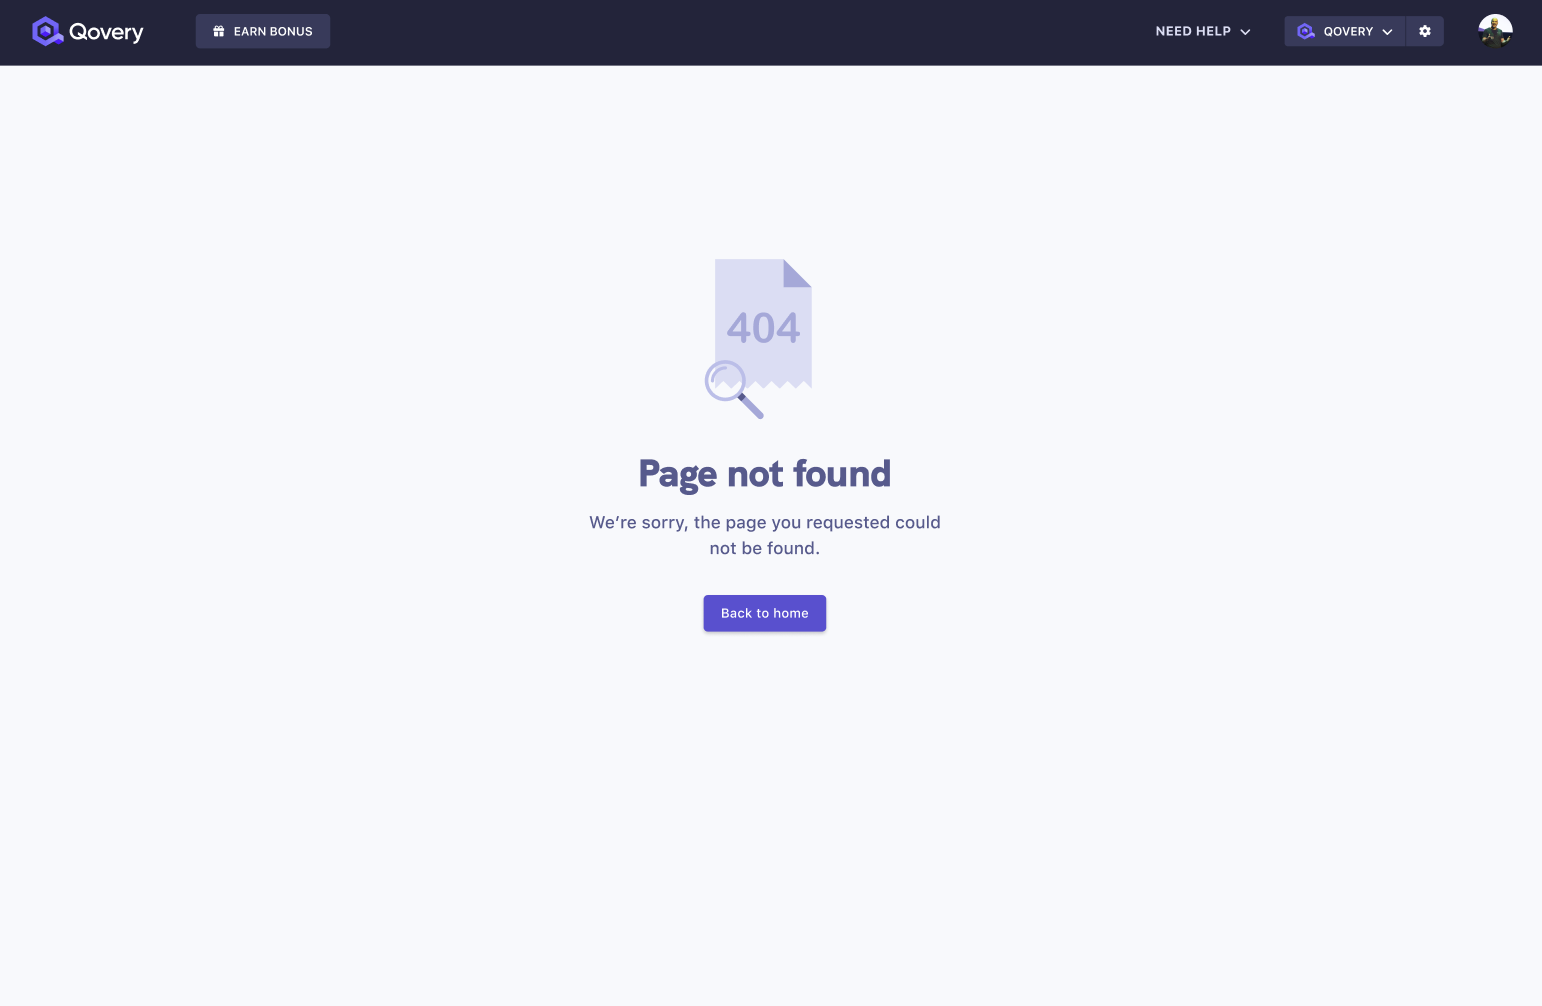 Qovery
EARN BONUS
NEED HELP
QOVERY
404
Page not found
We're sorry, the page you requested could
not be found.
Back to home